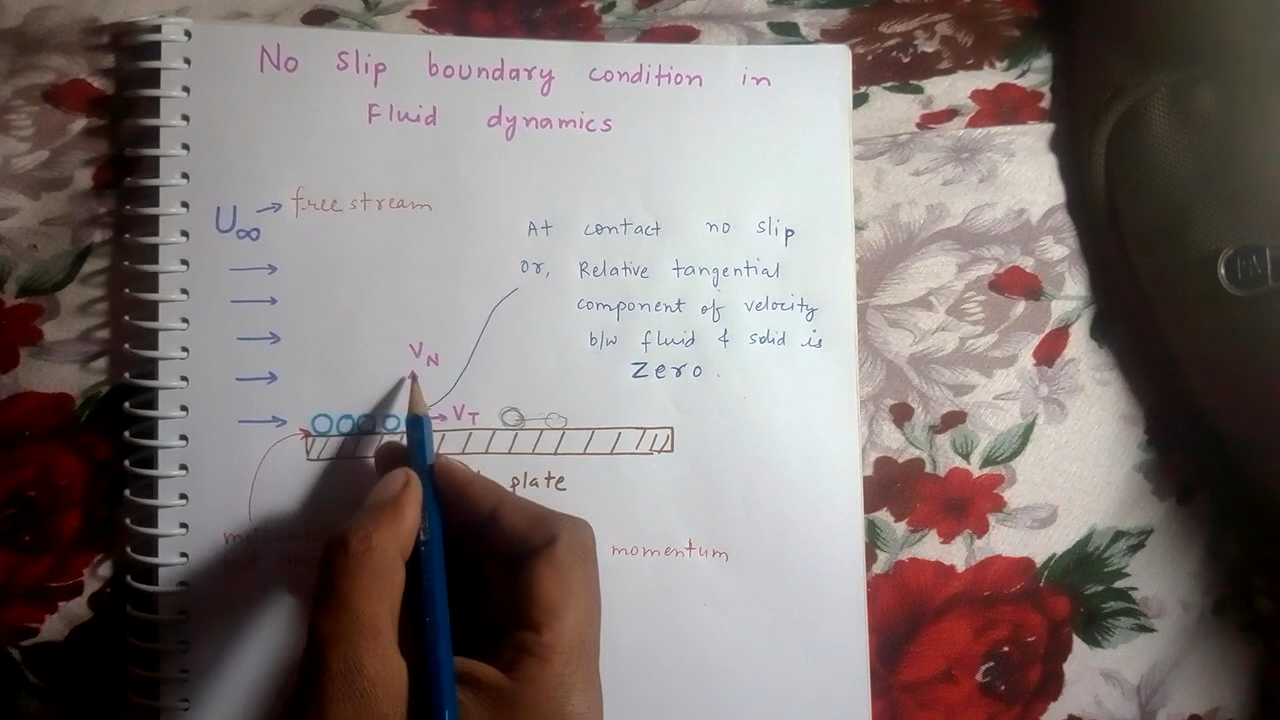 No slip boundary condition in
Fluid dynamics
U∞ → free stream
At contact no slip
or, Relative tangential
component of velocity
b/w fluid & solid is
Zero.
VN
VT
plate
momentum